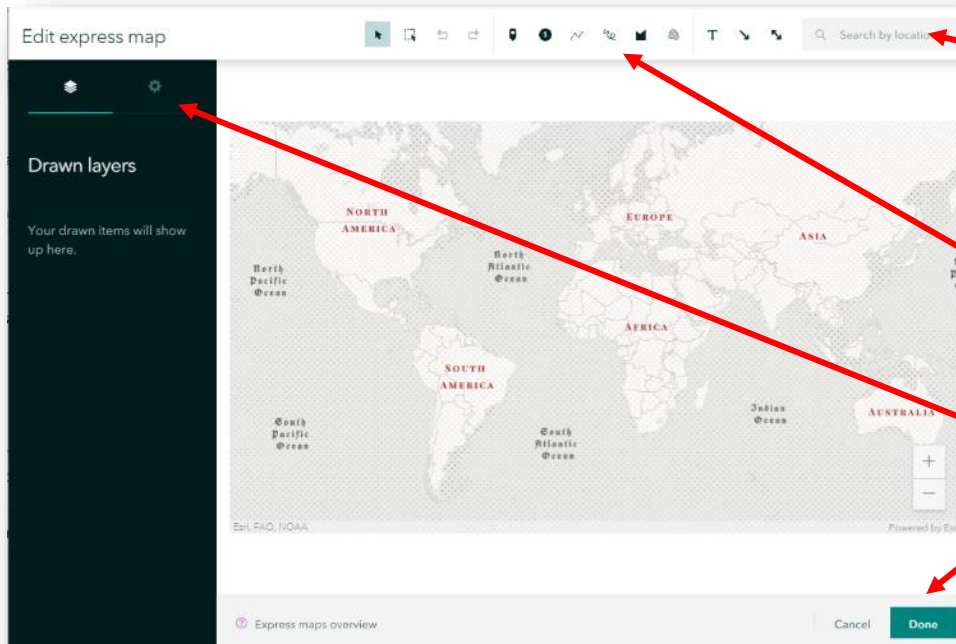 Edit express map
T
Search by locatio
Drawn layers
Your drawn items will show
up here.
NORTH
AMERICA
EUROPE
ASIA
North
Pacific
Ocean
North
Atlantic
Ocean
AFRICA
SOUTH
AMERICA
South
Pacific
Ocean
South
Atlantic
Ocean
Indian
Ocean
AUSTRALIA
+
−
Esri, FAO, NOAA
Powered by Esr
Express maps overview
Cancel
Done